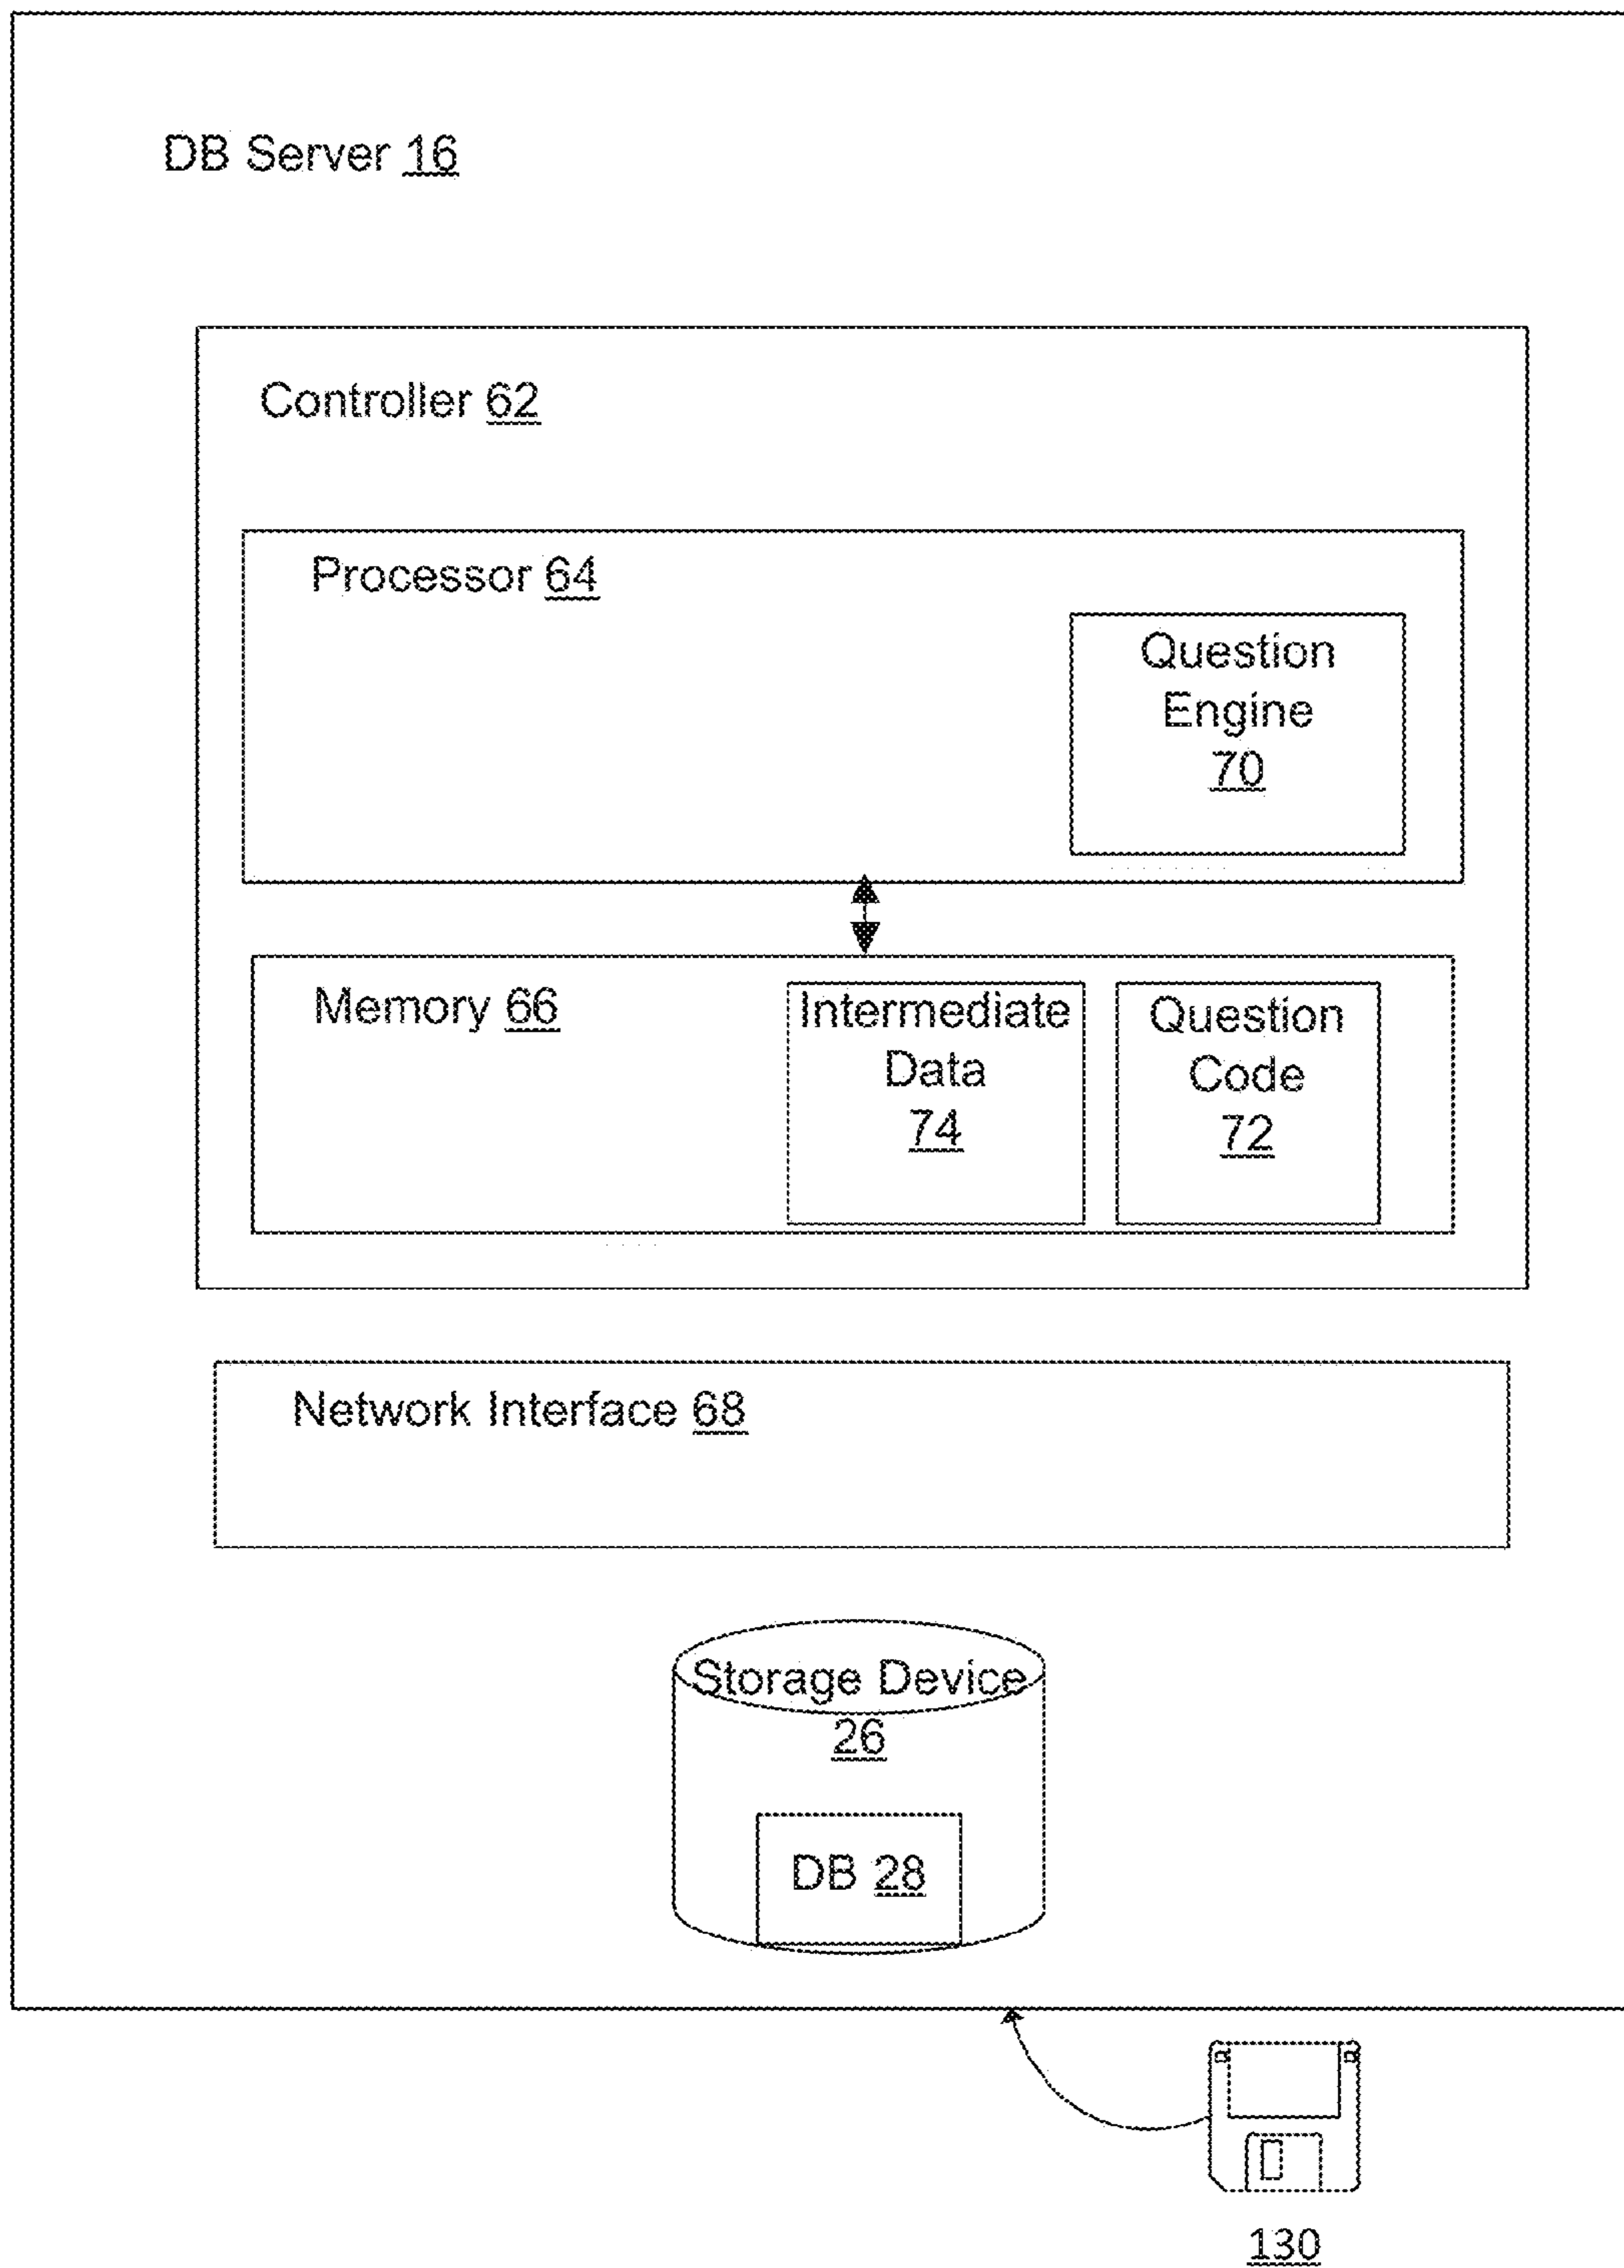 DB Server 16
Controller 62
Processor 64
Question
Engine
70
Memory 66
Intermediate
Data
74
Question
Code
72
Network Interface 68
Storage Device
26
DB 28
130